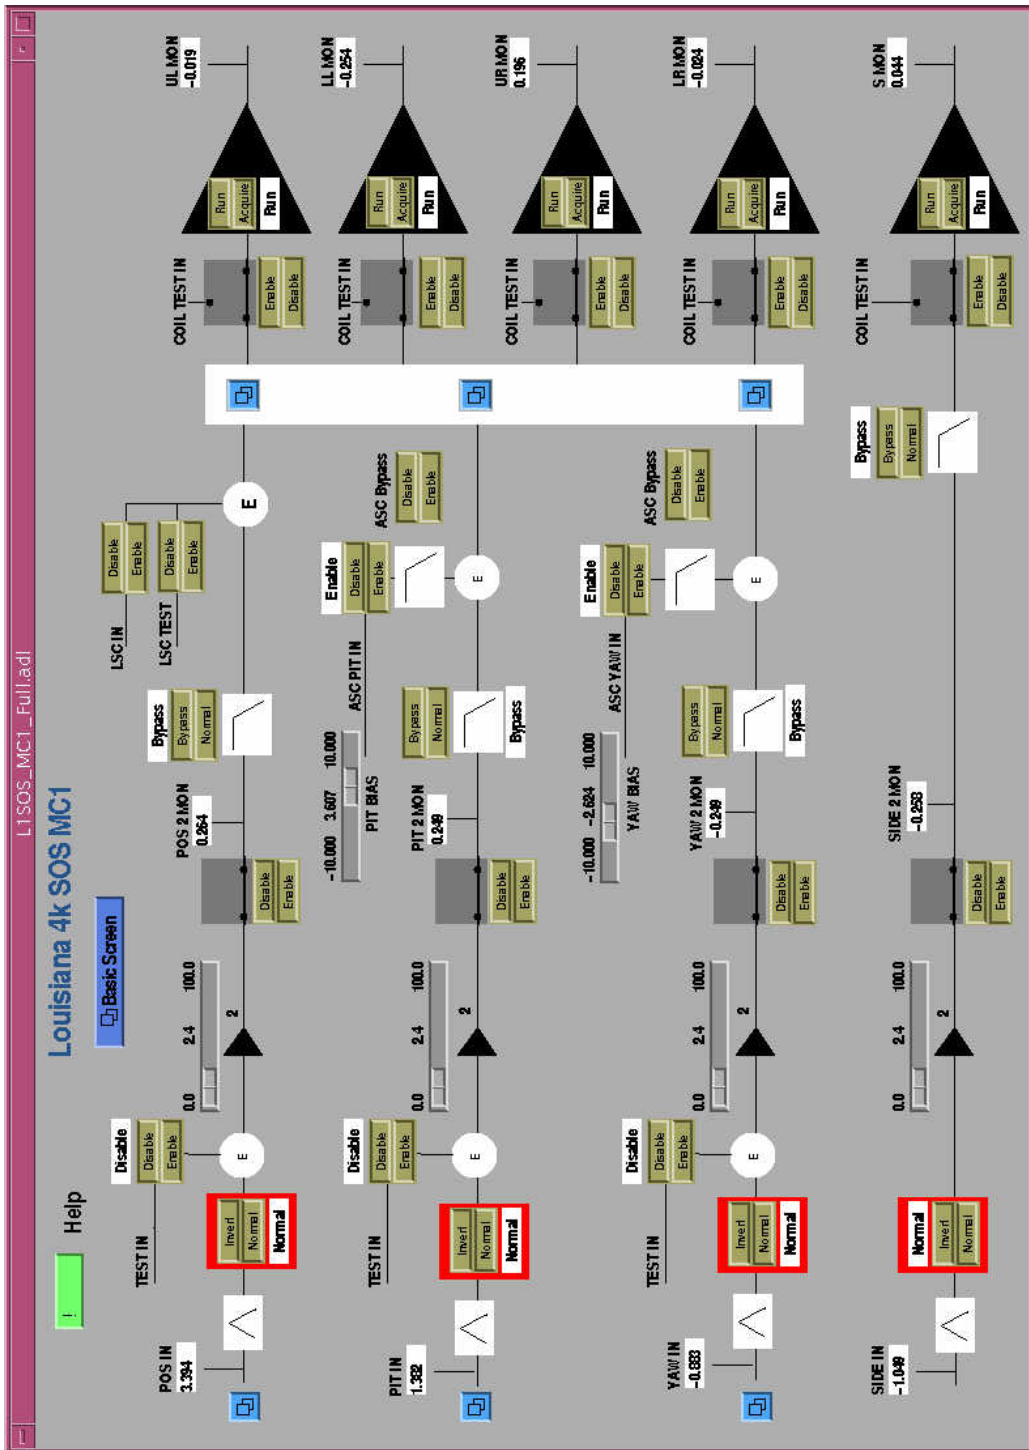 L1SOS_MC1_Full.adl
Louisiana 4k SOS MC1
! Help
Basic Screen
POS IN
3.394
Invert
Normal
Normal
TEST IN
Disable
Disable
Enable
E
0.0 2.4 100.0
2
Disable
Enable
POS 2 MON
0.264
Bypass
Bypass
Normal
LSC IN
Disable
Enable
LSC TEST
Disable
Enable
E
COIL TEST IN
Enable
Disable
Run
Acquire
Run
UL MON
-0.019
COIL TEST IN
Enable
Disable
Run
Acquire
Run
LL MON
-0.254
PIT IN
1.382
Invert
Normal
Normal
TEST IN
Disable
Disable
Enable
E
0.0 2.4 100.0
2
Disable
Enable
PIT 2 MON
0.249
-10.000 3.607 10.000
PIT BIAS
Bypass
Normal
Bypass
ASC PIT IN
Enable
Disable
Enable
E
ASC Bypass
Disable
Enable
COIL TEST IN
Enable
Disable
Run
Acquire
Run
UR MON
0.196
YAW IN
-0.883
Invert
Normal
Normal
TEST IN
Disable
Disable
Enable
E
0.0 2.4 100.0
2
Disable
Enable
YAW 2 MON
-0.249
-10.000 -2.624 10.000
YAW BIAS
Bypass
Normal
Bypass
ASC YAW IN
Enable
Disable
Enable
E
ASC Bypass
Disable
Enable
COIL TEST IN
Enable
Disable
Run
Acquire
Run
LR MON
-0.024
SIDE IN
-1.049
Normal
Invert
Normal
0.0 2.4 100.0
2
Disable
Enable
SIDE 2 MON
-0.258
Bypass
Bypass
Normal
COIL TEST IN
Enable
Disable
Run
Acquire
Run
S MON
0.044